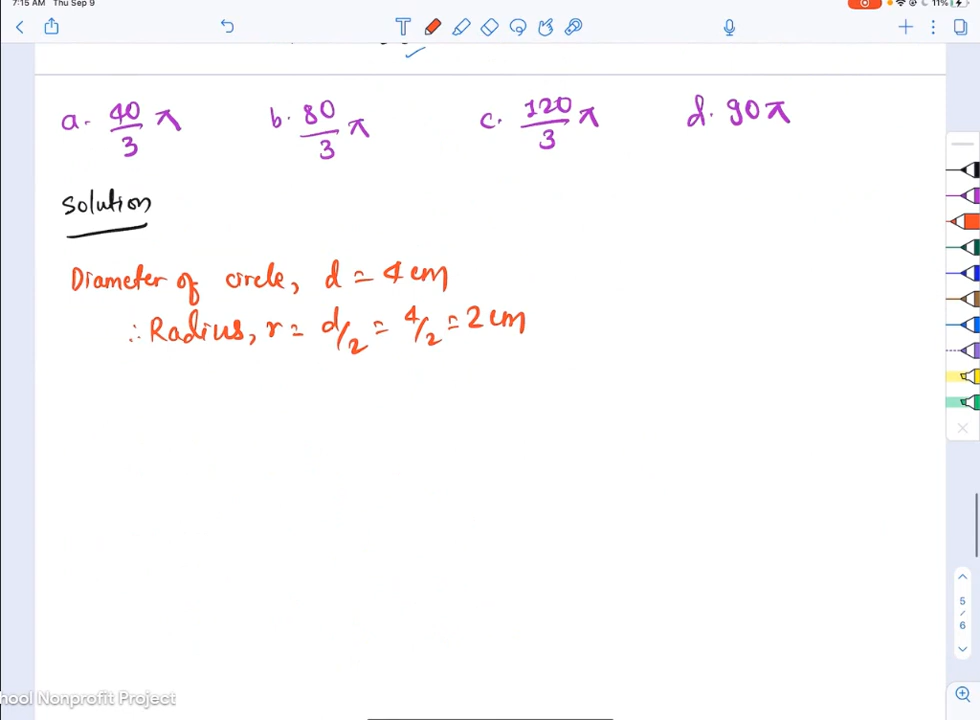 7:15 AM Thu Sep 9
11%
a. 40/3 π b. 80/3 π c. 120/3 π d. 90π
Solution
Diameter of circle, d = 4 cm
∴ Radius, r = d/2 = 4/2 = 2 cm
5
/
6
hool Nonprofit Project